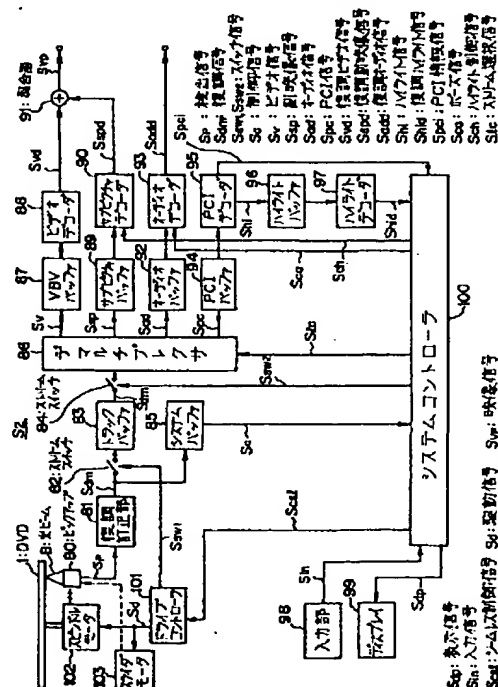 S2
1:DVD
B:光ビーム
80:ピックアップ
82:ストリームスイッチ
84:ストリームスイッチ
91:混合器
102
スピンドルモータ
103
スライダモータ
101
ドライブコントローラ
81
復調訂正部
83
トラックバッファ
85
システムバッファ
86
デマルチプレクサ
87
VBVバッファ
88
ビデオデコーダ
89
サブピクチャバッファ
90
サブピクチャデコーダ
92
オーディオバッファ
93
オーディオデコーダ
94
PCIバッファ
95
PCIデコーダ
96
ハイライトバッファ
97
ハイライトデコーダ
98
入力部
99
ディスプレイ
100
システムコントローラ
Sp
Sd
Sdm
Sdm
Ssw1
Ssw2
Sc
Sv
Ssp
Sad
Spc
Svd
Sspd
Svp
Sadd
Spci
Shl
Shld
Sca
Sch
Slc
Scsl
Sin
Sdp
Sp:検出信号
Sdm:復調信号
Ssw1,Ssw2:スイッチ信号
Sc:制御信号
Sv:ビデオ信号
Ssp:副映像信号
Sad:オーディオ信号
Spc:PCI信号
Svd:復調ビデオ信号
Sspd:復調副映像信号
Sadd:復調オーディオ信号
Shl:ハイライト信号
Shld:復調ハイライト信号
Spci:PCI情報信号
Sca:ポーズ信号
Sch:ハイライト制御信号
Slc:ストリーム選択信号
Sdp:表示信号
Sin:入力信号
Scsl:シームレス制御信号 Sd:駆動信号 Svp:映像信号